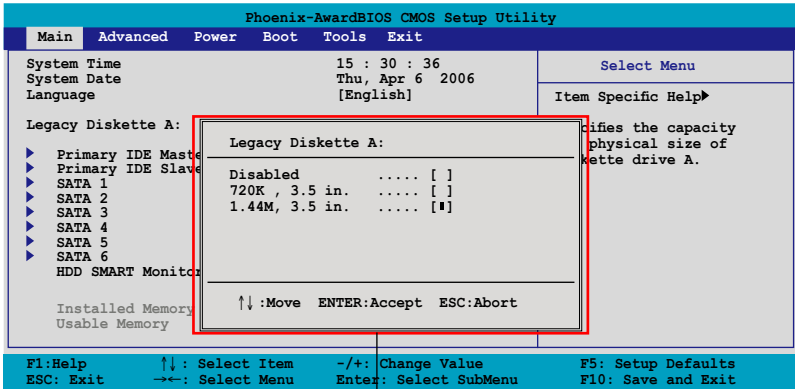 Phoenix-AwardBIOS CMOS Setup Utility
Main Advanced Power Boot Tools Exit
System Time 15 : 30 : 36
System Date Thu, Apr 6 2006
Language [English]
Legacy Diskette A:
Primary IDE Maste
Primary IDE Slave
SATA 1
SATA 2
SATA 3
SATA 4
SATA 5
SATA 6
HDD SMART Monitor
Installed Memory
Usable Memory
Legacy Diskette A:
Disabled ..... [ ]
720K , 3.5 in. ..... [ ]
1.44M, 3.5 in. ..... [▮]
↑↓ :Move ENTER:Accept ESC:Abort
Select Menu
Item Specific Help▶
cifies the capacity
physical size of
kette drive A.
F1:Help ↑↓ : Select Item -/+: Change Value F5: Setup Defaults
ESC: Exit →←: Select Menu Enter: Select SubMenu F10: Save and Exit